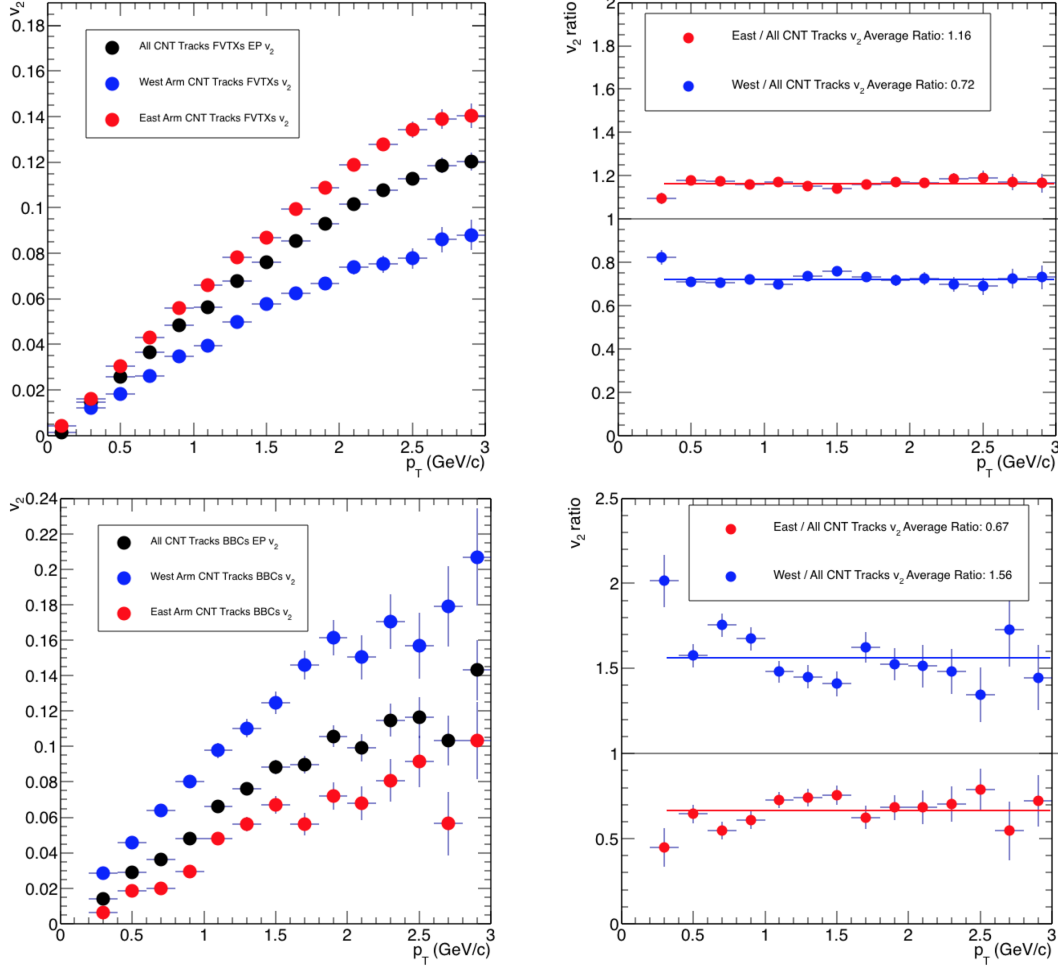 v2
0.18
0.16
0.14
0.12
0.1
0.08
0.06
0.04
0.02
0
All CNT Tracks FVTXs EP v2
West Arm CNT Tracks FVTXs v2
East Arm CNT Tracks FVTXs v2
0 0.5 1 1.5 2 2.5 3
pT (GeV/c)
v2 ratio
2
1.8
1.6
1.4
1.2
1
0.8
0.6
0.4
0.2
0
East / All CNT Tracks v2 Average Ratio: 1.16
West / All CNT Tracks v2 Average Ratio: 0.72
0 0.5 1 1.5 2 2.5 3
pT (GeV/c)
v2
0.24
0.22
0.2
0.18
0.16
0.14
0.12
0.1
0.08
0.06
0.04
0.02
0
All CNT Tracks BBCs EP v2
West Arm CNT Tracks BBCs v2
East Arm CNT Tracks BBCs v2
0 0.5 1 1.5 2 2.5 3
pT (GeV/c)
v2 ratio
2.5
2
1.5
1
0.5
0
East / All CNT Tracks v2 Average Ratio: 0.67
West / All CNT Tracks v2 Average Ratio: 1.56
0 0.5 1 1.5 2 2.5 3
pT (GeV/c)